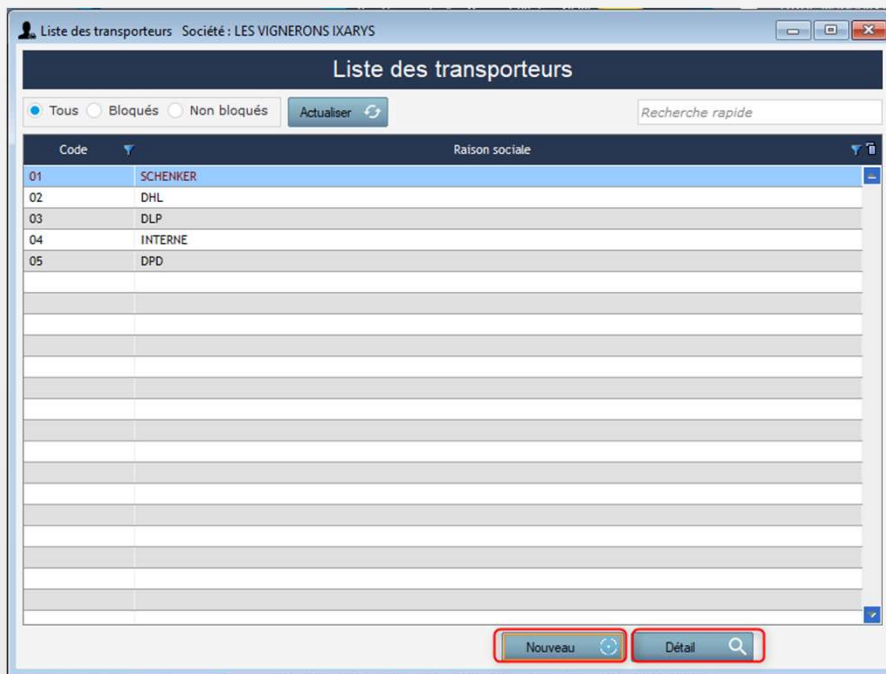 Liste des transporteurs Société : LES VIGNERONS IXARYS
Liste des transporteurs
Tous Bloqués Non bloqués Actualiser Recherche rapide
Code Raison sociale
01 SCHENKER
02 DHL
03 DLP
04 INTERNE
05 DPD
Nouveau Détail